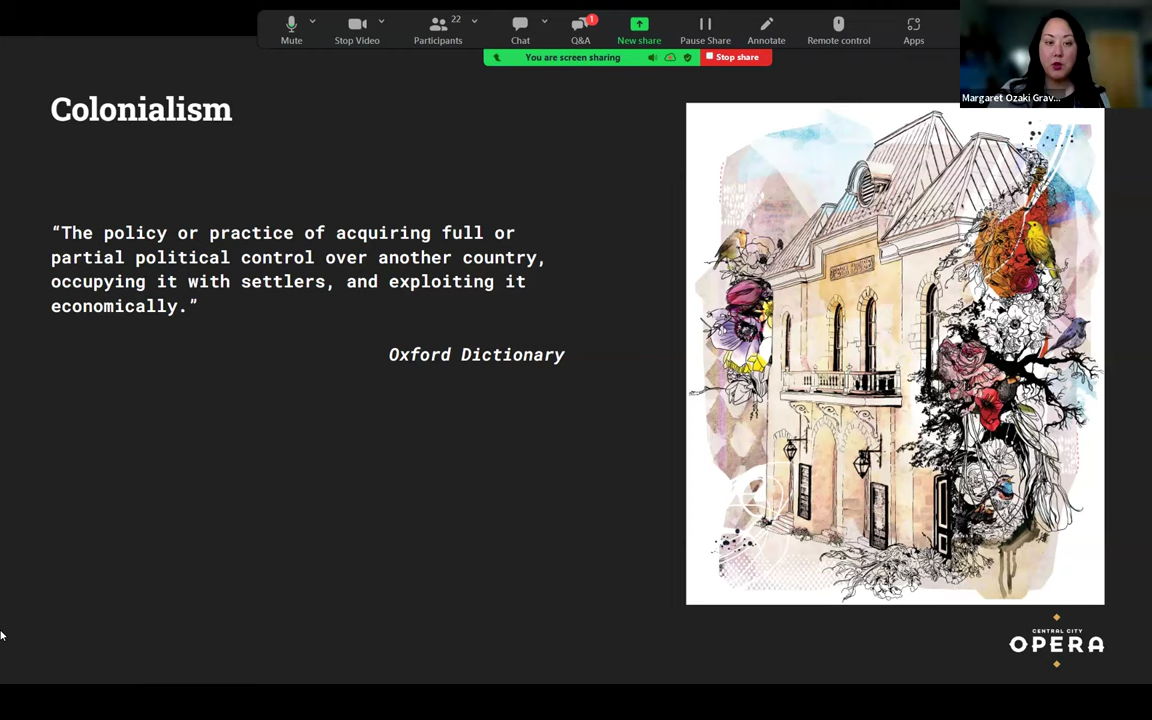 22
1
Mute
Stop Video
Participants
Chat
Q&A
New share
Pause Share
Annotate
Remote control
Apps
You are screen sharing
Stop share
Margaret Ozaki Grav...
Colonialism
“The policy or practice of acquiring full or
partial political control over another country,
occupying it with settlers, and exploiting it
economically.”
Oxford Dictionary
CENTRAL CITY
OPERA